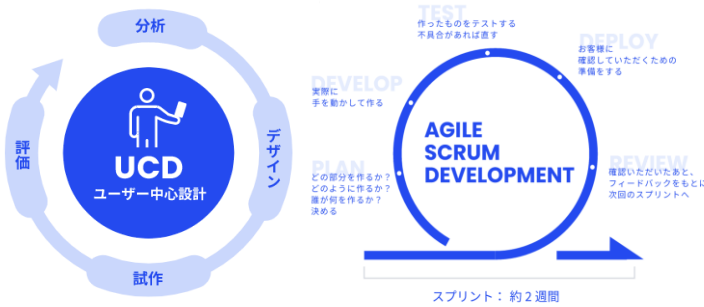 分析
デザイン
試作
評価
UCD
ユーザー中心設計
TEST
作ったものをテストする
不具合があれば直す
DEPLOY
お客様に
確認していただくための
準備をする
DEVELOP
実際に
手を動かして作る
AGILE
SCRUM
DEVELOPMENT
PLAN
どの部分を作るか？
どのように作るか？
誰が何を作るか？
決める
REVIEW
確認いただいたあと、
フィードバックをもとに
次回のスプリントへ
スプリント： 約２週間